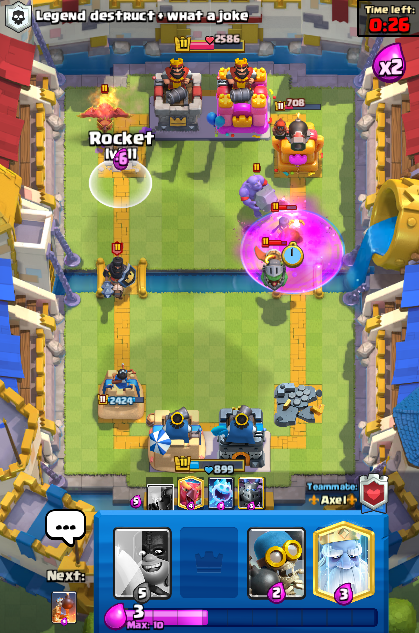 Legend destruct + what a joke
Time left:
0:26
2586
x2
708
Rocket
lvl 11
-6
2424
899
Teammate:
Axel
5
2
3
Next:
3
Max: 10